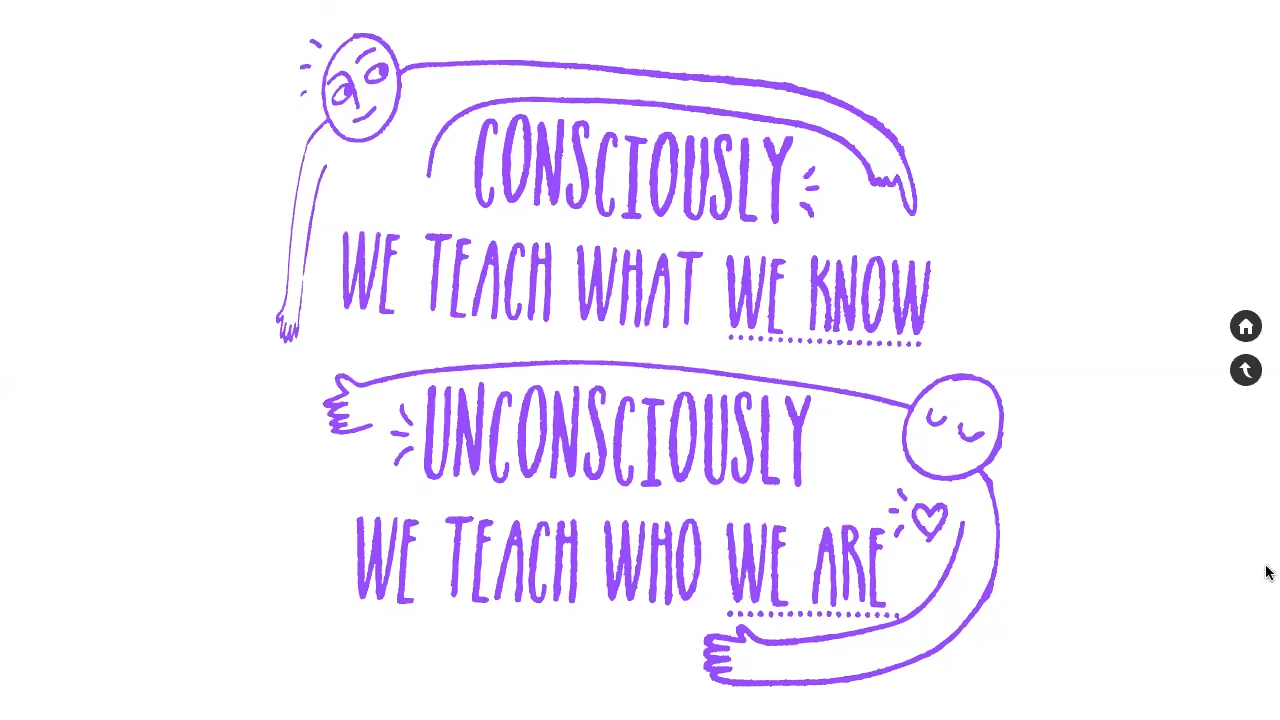 CONSCIOUSLY
WE TEACH WHAT WE KNOW
UNCONSCIOUSLY
WE TEACH WHO WE ARE